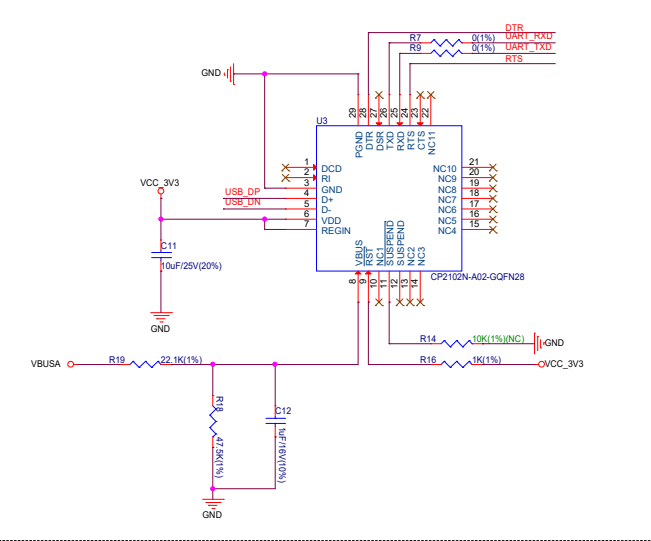 DTR
R7 0(1%) UART_RXD
R9 0(1%) UART_TXD
RTS
GND
29 28 27 26 25 24 23 22
U3
PGND DTR DSR TXD RXD RTS CTS NC11
1 DCD NC10 21
2 RI NC9 20
3 GND NC8 19
USB_DP 4 D+ NC7 18
USB_DN 5 D- NC6 17
6 VDD NC5 16
7 REGIN NC4 15
VCC_3V3
VBUS RST NC1 SUSPEND SUSPEND NC2 NC3
8 9 10 11 12 13 14
CP2102N-A02-GQFN28
C11
10uF/25V(20%)
GND
R14 10K(1%)(NC) GND
VBUSA R19 22.1K(1%) R16 1K(1%) VCC_3V3
R18
47.5K(1%)
C12
1uF/16V(10%)
GND